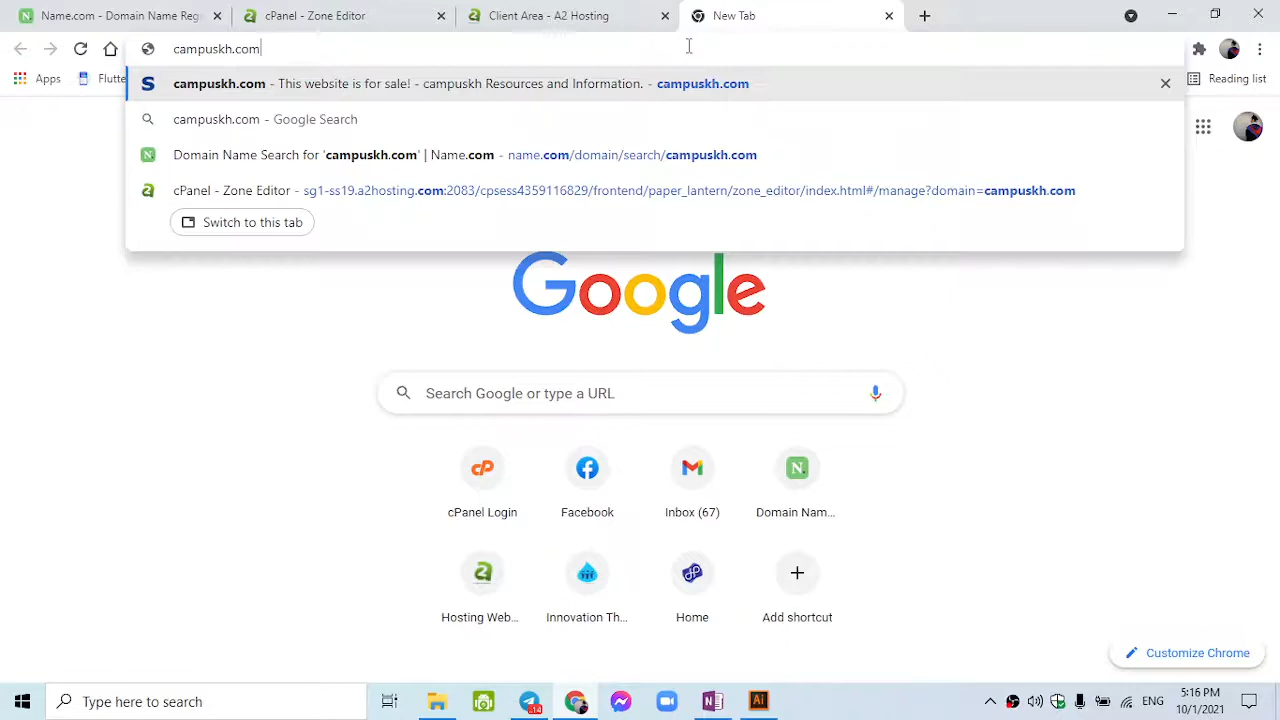 Name.com - Domain Name Reg
cPanel - Zone Editor
Client Area - A2 Hosting
New Tab
campuskh.com
Apps
Flutte
Reading list
campuskh.com - This website is for sale! - campuskh Resources and Information. - campuskh.com
campuskh.com - Google Search
Domain Name Search for 'campuskh.com' | Name.com - name.com/domain/search/campuskh.com
cPanel - Zone Editor - sg1-ss19.a2hosting.com:2083/cpsess4359116829/frontend/paper_lantern/zone_editor/index.html#/manage?domain=campuskh.com
Switch to this tab
Google
Search Google or type a URL
cPanel Login
Facebook
Inbox (67)
Domain Nam...
Hosting Web...
Innovation Th...
Home
Add shortcut
Customize Chrome
Type here to search
14
Ai
ENG
5:16 PM
10/1/2021